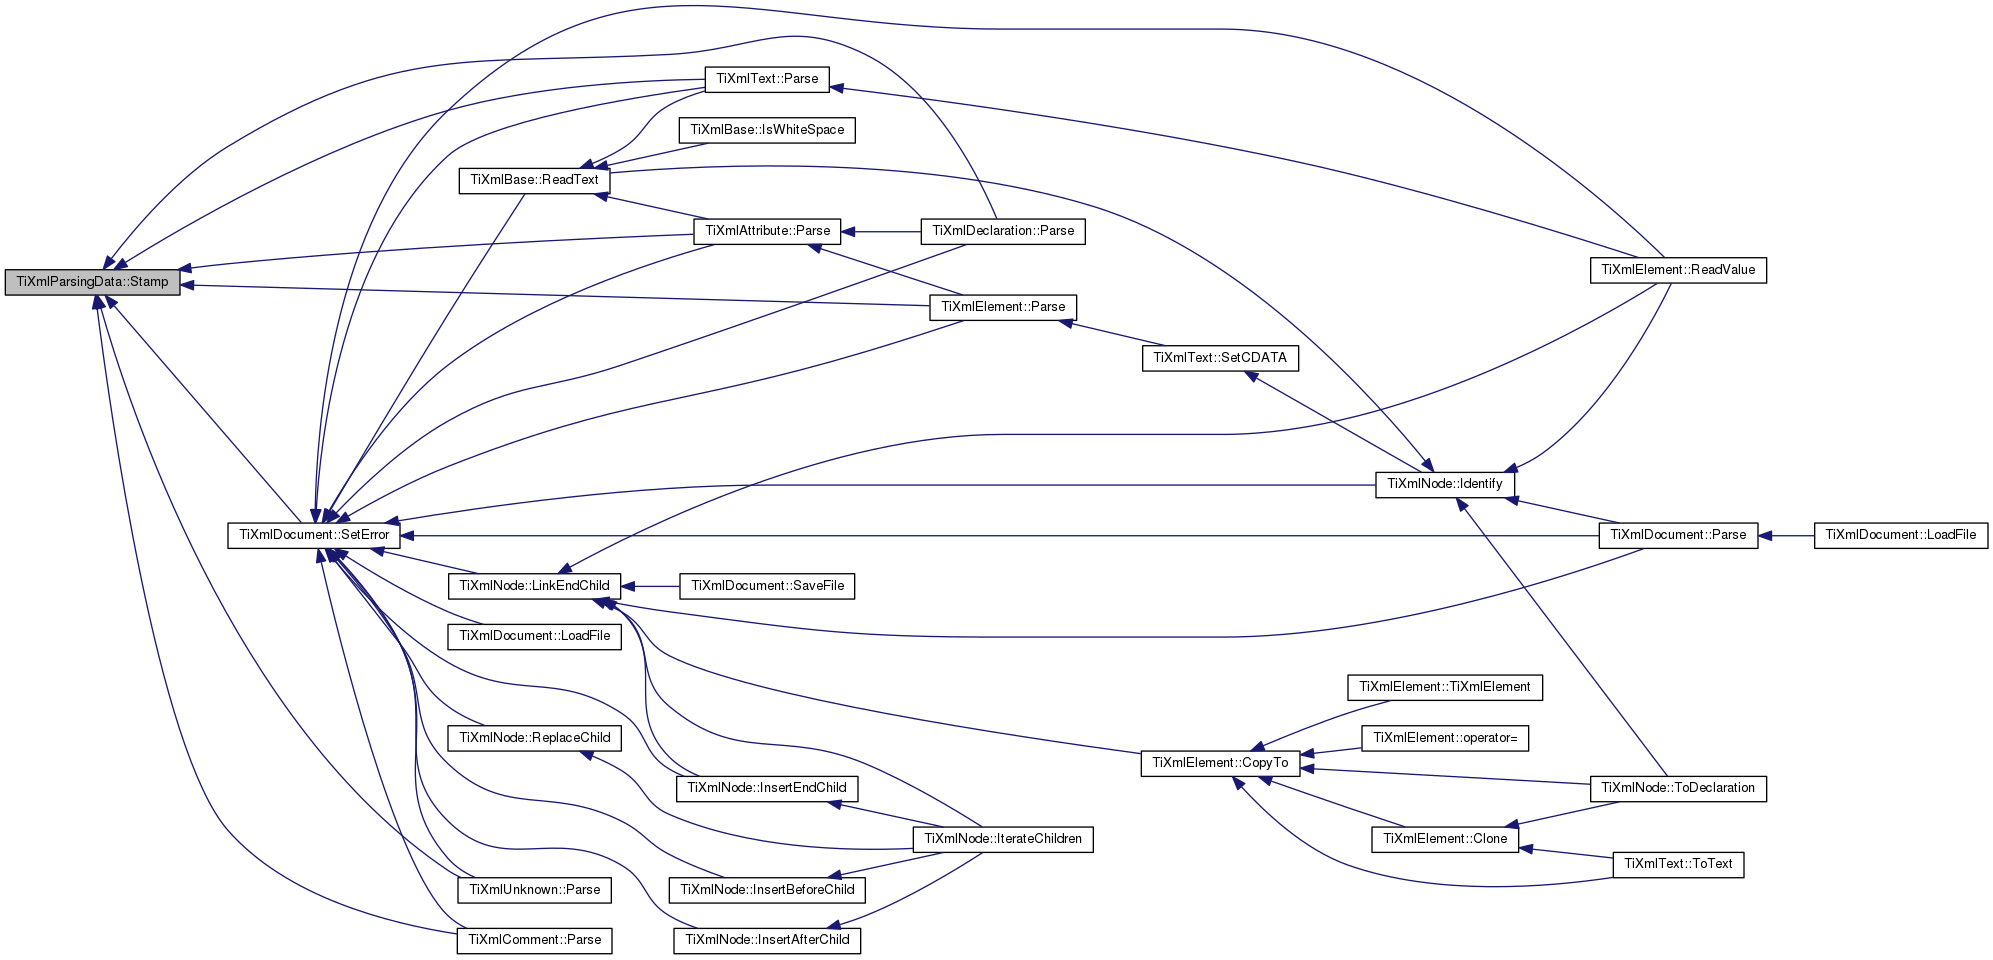 TiXmlText::Parse
TiXmlBase::IsWhiteSpace
TiXmlBase::ReadText
TiXmlAttribute::Parse
TiXmlDeclaration::Parse
TiXmlElement::ReadValue
TiXmlParsingData::Stamp
TiXmlElement::Parse
TiXmlText::SetCDATA
TiXmlNode::Identify
TiXmlDocument::SetError
TiXmlDocument::Parse
TiXmlDocument::LoadFile
TiXmlNode::LinkEndChild
TiXmlDocument::SaveFile
TiXmlDocument::LoadFile
TiXmlElement::TiXmlElement
TiXmlNode::ReplaceChild
TiXmlElement::operator=
TiXmlElement::CopyTo
TiXmlNode::InsertEndChild
TiXmlNode::ToDeclaration
TiXmlNode::IterateChildren
TiXmlElement::Clone
TiXmlText::ToText
TiXmlUnknown::Parse
TiXmlNode::InsertBeforeChild
TiXmlComment::Parse
TiXmlNode::InsertAfterChild